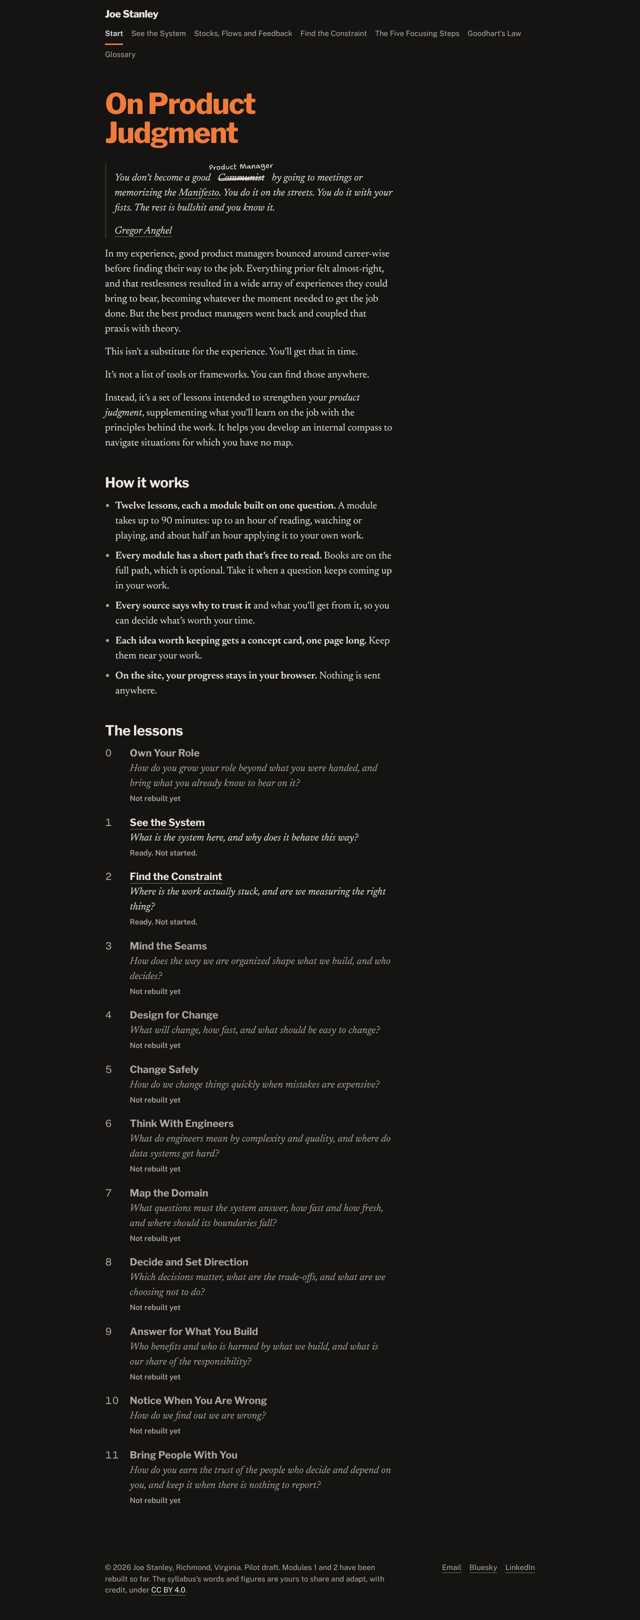 Joe Stanley
Start See the System Stocks, Flows and Feedback Find the Constraint The Five Focusing Steps Goodhart's Law
Glossary
On Product
Judgment
Product Manager
You don't become a good Communist by going to meetings or
memorizing the Manifesto. You do it on the streets. You do it with your
fists. The rest is bullshit and you know it.
Gregor Anghel
In my experience, good product managers bounced around career-wise
before finding their way to the job. Everything prior felt almost-right,
and that restlessness resulted in a wide array of experiences they could
bring to bear, becoming whatever the moment needed to get the job
done. But the best product managers went back and coupled that
praxis with theory.
This isn't a substitute for the experience. You'll get that in time.
It's not a list of tools or frameworks. You can find those anywhere.
Instead, it's a set of lessons intended to strengthen your product
judgment, supplementing what you'll learn on the job with the
principles behind the work. It helps you develop an internal compass to
navigate situations for which you have no map.
How it works
• Twelve lessons, each a module built on one question. A module
takes up to 90 minutes: up to an hour of reading, watching or
playing, and about half an hour applying it to your own work.
• Every module has a short path that's free to read. Books are on the
full path, which is optional. Take it when a question keeps coming up
in your work.
• Every source says why to trust it and what you'll get from it, so you
can decide what's worth your time.
• Each idea worth keeping gets a concept card, one page long. Keep
them near your work.
• On the site, your progress stays in your browser. Nothing is sent
anywhere.
The lessons
0 Own Your Role
How do you grow your role beyond what you were handed, and
bring what you already know to bear on it?
Not rebuilt yet
1 See the System
What is the system here, and why does it behave this way?
Ready. Not started.
2 Find the Constraint
Where is the work actually stuck, and are we measuring the right
thing?
Ready. Not started.
3 Mind the Seams
How does the way we are organized shape what we build, and who
decides?
Not rebuilt yet
4 Design for Change
What will change, how fast, and what should be easy to change?
Not rebuilt yet
5 Change Safely
How do we change things quickly when mistakes are expensive?
Not rebuilt yet
6 Think With Engineers
What do engineers mean by complexity and quality, and where do
data systems get hard?
Not rebuilt yet
7 Map the Domain
What questions must the system answer, how fast and how fresh,
and where should its boundaries fall?
Not rebuilt yet
8 Decide and Set Direction
Which decisions matter, what are the trade-offs, and what are we
choosing not to do?
Not rebuilt yet
9 Answer for What You Build
Who benefits and who is harmed by what we build, and what is
our share of the responsibility?
Not rebuilt yet
10 Notice When You Are Wrong
How do we find out we are wrong?
Not rebuilt yet
11 Bring People With You
How do you earn the trust of the people who decide and depend on
you, and keep it when there is nothing to report?
Not rebuilt yet
© 2026 Joe Stanley, Richmond, Virginia. Pilot draft. Modules 1 and 2 have been
rebuilt so far. The syllabus's words and figures are yours to share and adapt, with
credit, under CC BY 4.0.
Email Bluesky LinkedIn